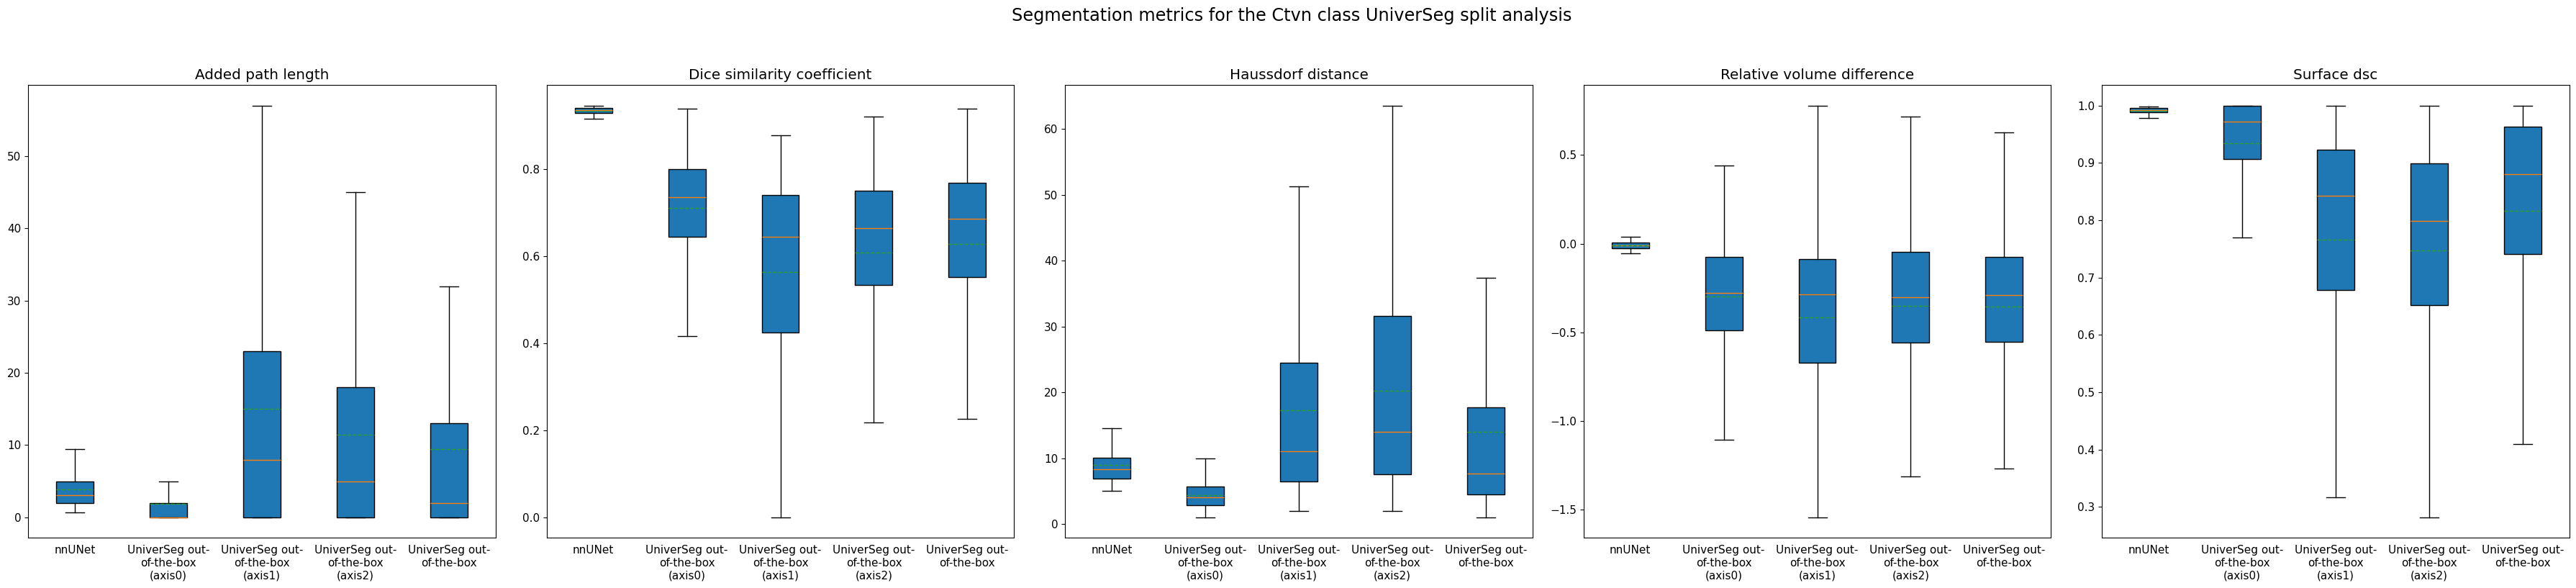 Segmentation metrics for the Ctvn class UniverSeg split analysis
Added path length
50
40
30
20
10
0
nnUNet
UniverSeg out-
of-the-box
(axis0)
UniverSeg out-
of-the-box
(axis1)
UniverSeg out-
of-the-box
(axis2)
UniverSeg out-
of-the-box
Dice similarity coefficient
0.8
0.6
0.4
0.2
0.0
nnUNet
UniverSeg out-
of-the-box
(axis0)
UniverSeg out-
of-the-box
(axis1)
UniverSeg out-
of-the-box
(axis2)
UniverSeg out-
of-the-box
Haussdorf distance
60
50
40
30
20
10
0
nnUNet
UniverSeg out-
of-the-box
(axis0)
UniverSeg out-
of-the-box
(axis1)
UniverSeg out-
of-the-box
(axis2)
UniverSeg out-
of-the-box
Relative volume difference
0.5
0.0
−0.5
−1.0
−1.5
nnUNet
UniverSeg out-
of-the-box
(axis0)
UniverSeg out-
of-the-box
(axis1)
UniverSeg out-
of-the-box
(axis2)
UniverSeg out-
of-the-box
Surface dsc
1.0
0.9
0.8
0.7
0.6
0.5
0.4
0.3
nnUNet
UniverSeg out-
of-the-box
(axis0)
UniverSeg out-
of-the-box
(axis1)
UniverSeg out-
of-the-box
(axis2)
UniverSeg out-
of-the-box